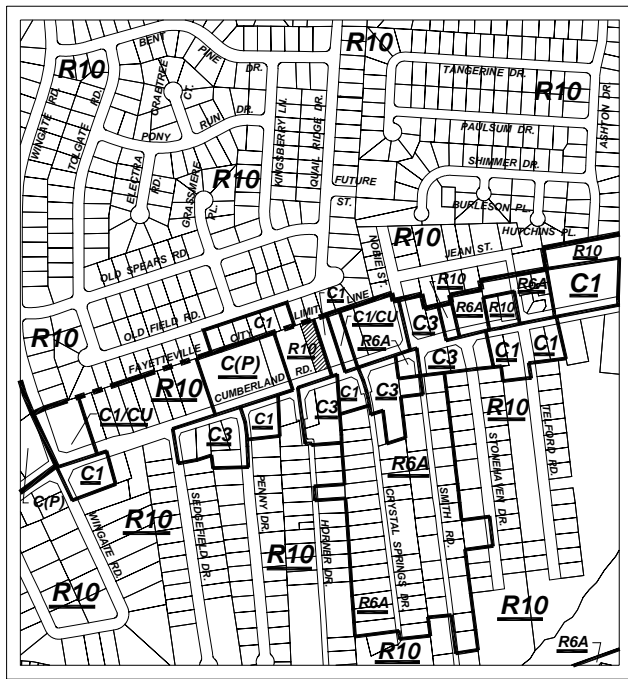 BENT
PINE
DR.
R10
R10
TANGERINE DR.
R10
WINGATE RD.
TOLGATE RD.
CRABTREE CT.
PONY RUN DR.
KINGSBERRY LN.
QUAIL RIDGE DR.
PAULSUM DR.
ASHTON DR.
ELECTRA RD.
GRASSMERE PL.
R10
SHIMMER DR.
FUTURE ST.
BURLESON PL.
HUTCHINS PL.
R10
NOBIE ST.
JEAN ST.
OLD SPEARS RD.
R10
R10
R6A
C1
R10
OLD FIELD RD.
C1
C1
FAYETTEVILLE CITY LIMIT LINE
C1/CU
R6A
C3
R6A
R10
R10
C(P)
R10
CUMBERLAND RD.
C3
C1
C1
C1/CU
C1
C3
R10
C3
C1
C3
C1
C(P)
R6A
WINGATE RD.
R10
SEDGEFIELD DR.
PENNY DR.
R10
HORNER DR.
CRYSTAL SPRINGS DR.
SMITH RD.
STONEHAVEN DR.
TELFORD RD.
R10
R6A
R10
R10
R6A